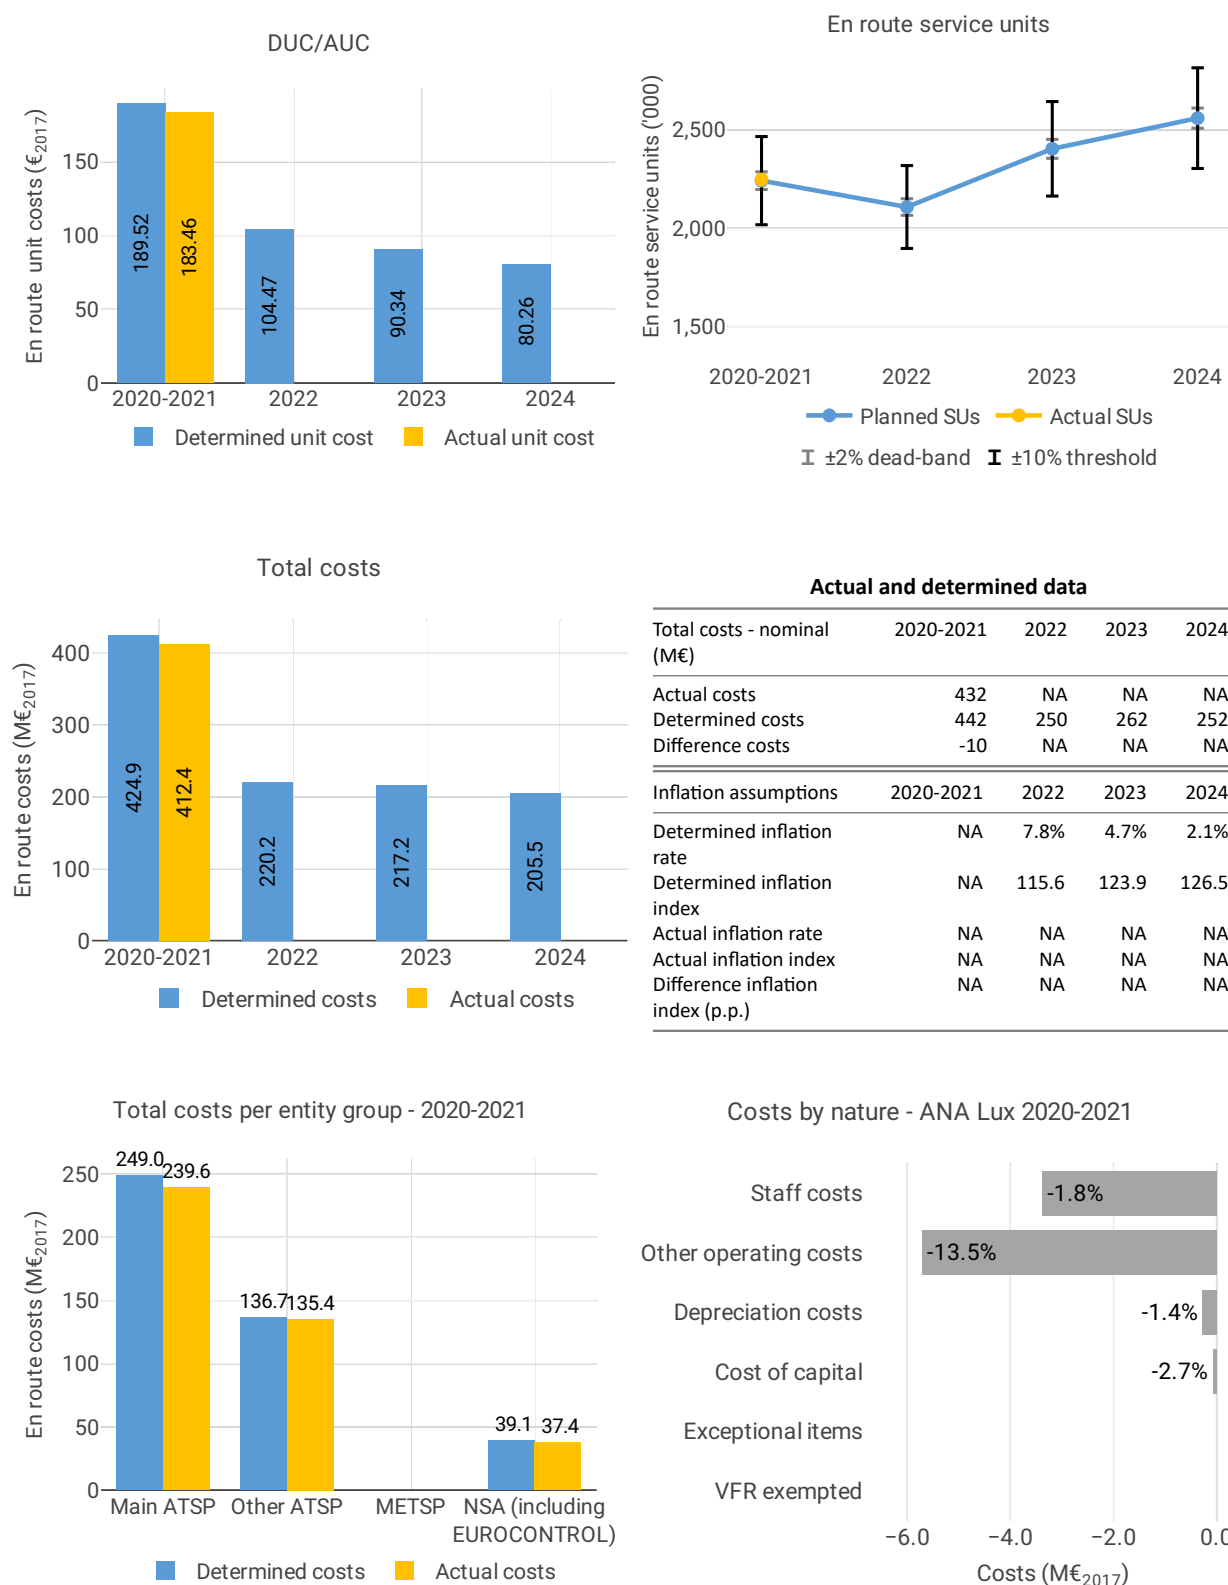 DUC/AUC
En route unit costs (€2017)
150
100
50
0
189.52
183.46
104.47
90.34
80.26
2020-2021
2022
2023
2024
Determined unit cost
Actual unit cost
En route service units
En route service units ('000)
2,500
2,000
1,500
2020-2021
2022
2023
2024
Planned SUs
Actual SUs
±2% dead-band
±10% threshold
Total costs
En route costs (M€2017)
400
300
200
100
0
424.9
412.4
220.2
217.2
205.5
2020-2021
2022
2023
2024
Determined costs
Actual costs
Actual and determined data
Total costs - nominal (M€) 2020-2021 2022 2023 2024
Actual costs 432 NA NA NA
Determined costs 442 250 262 252
Difference costs -10 NA NA NA
Inflation assumptions 2020-2021 2022 2023 2024
Determined inflation rate NA 7.8% 4.7% 2.1%
Determined inflation index NA 115.6 123.9 126.5
Actual inflation rate NA NA NA NA
Actual inflation index NA NA NA NA
Difference inflation index (p.p.) NA NA NA NA
Total costs per entity group - 2020-2021
En route costs (M€2017)
250
200
150
100
50
0
249.0
239.6
136.7
135.4
39.1
37.4
Main ATSP
Other ATSP
METSP
NSA (including
EUROCONTROL)
Determined costs
Actual costs
Costs by nature - ANA Lux 2020-2021
Staff costs
-1.8%
Other operating costs
-13.5%
Depreciation costs
-1.4%
Cost of capital
-2.7%
Exceptional items
VFR exempted
−6.0
−4.0
−2.0
0.0
Costs (M€2017)